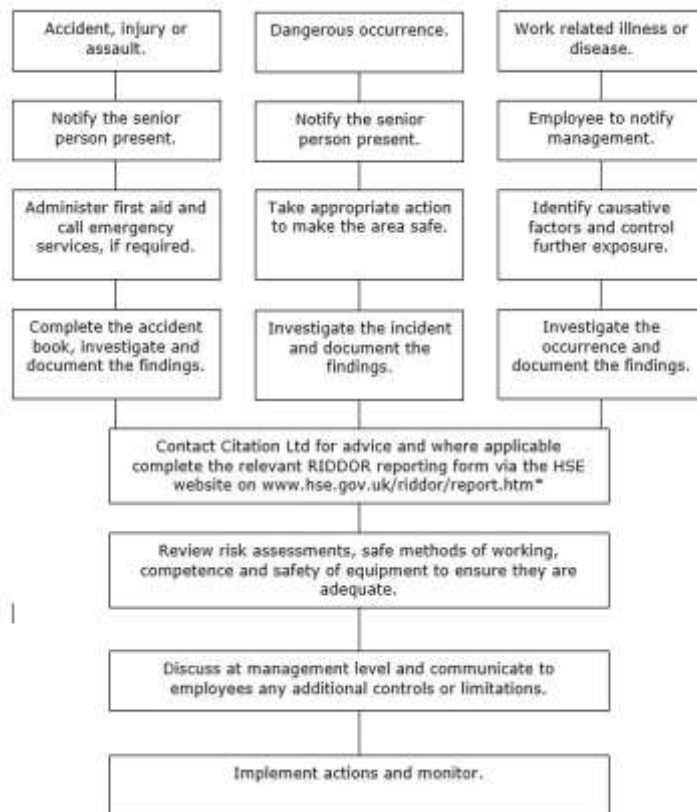 Accident, injury or
assault.
Dangerous occurrence.
Work related illness or
disease.
Notify the senior
person present.
Notify the senior
person present.
Employee to notify
management.
Administer first aid and
call emergency
services, if required.
Take appropriate action
to make the area safe.
Identify causative
factors and control
further exposure.
Complete the accident
book, investigate and
document the findings.
Investigate the incident
and document the
findings.
Investigate the
occurrence and
document the findings.
Contact Citation Ltd for advice and where applicable
complete the relevant RIDDOR reporting form via the HSE
website on www.hse.gov.uk/riddor/report.htm*
Review risk assessments, safe methods of working,
competence and safety of equipment to ensure they are
adequate.
Discuss at management level and communicate to
employees any additional controls or limitations.
Implement actions and monitor.